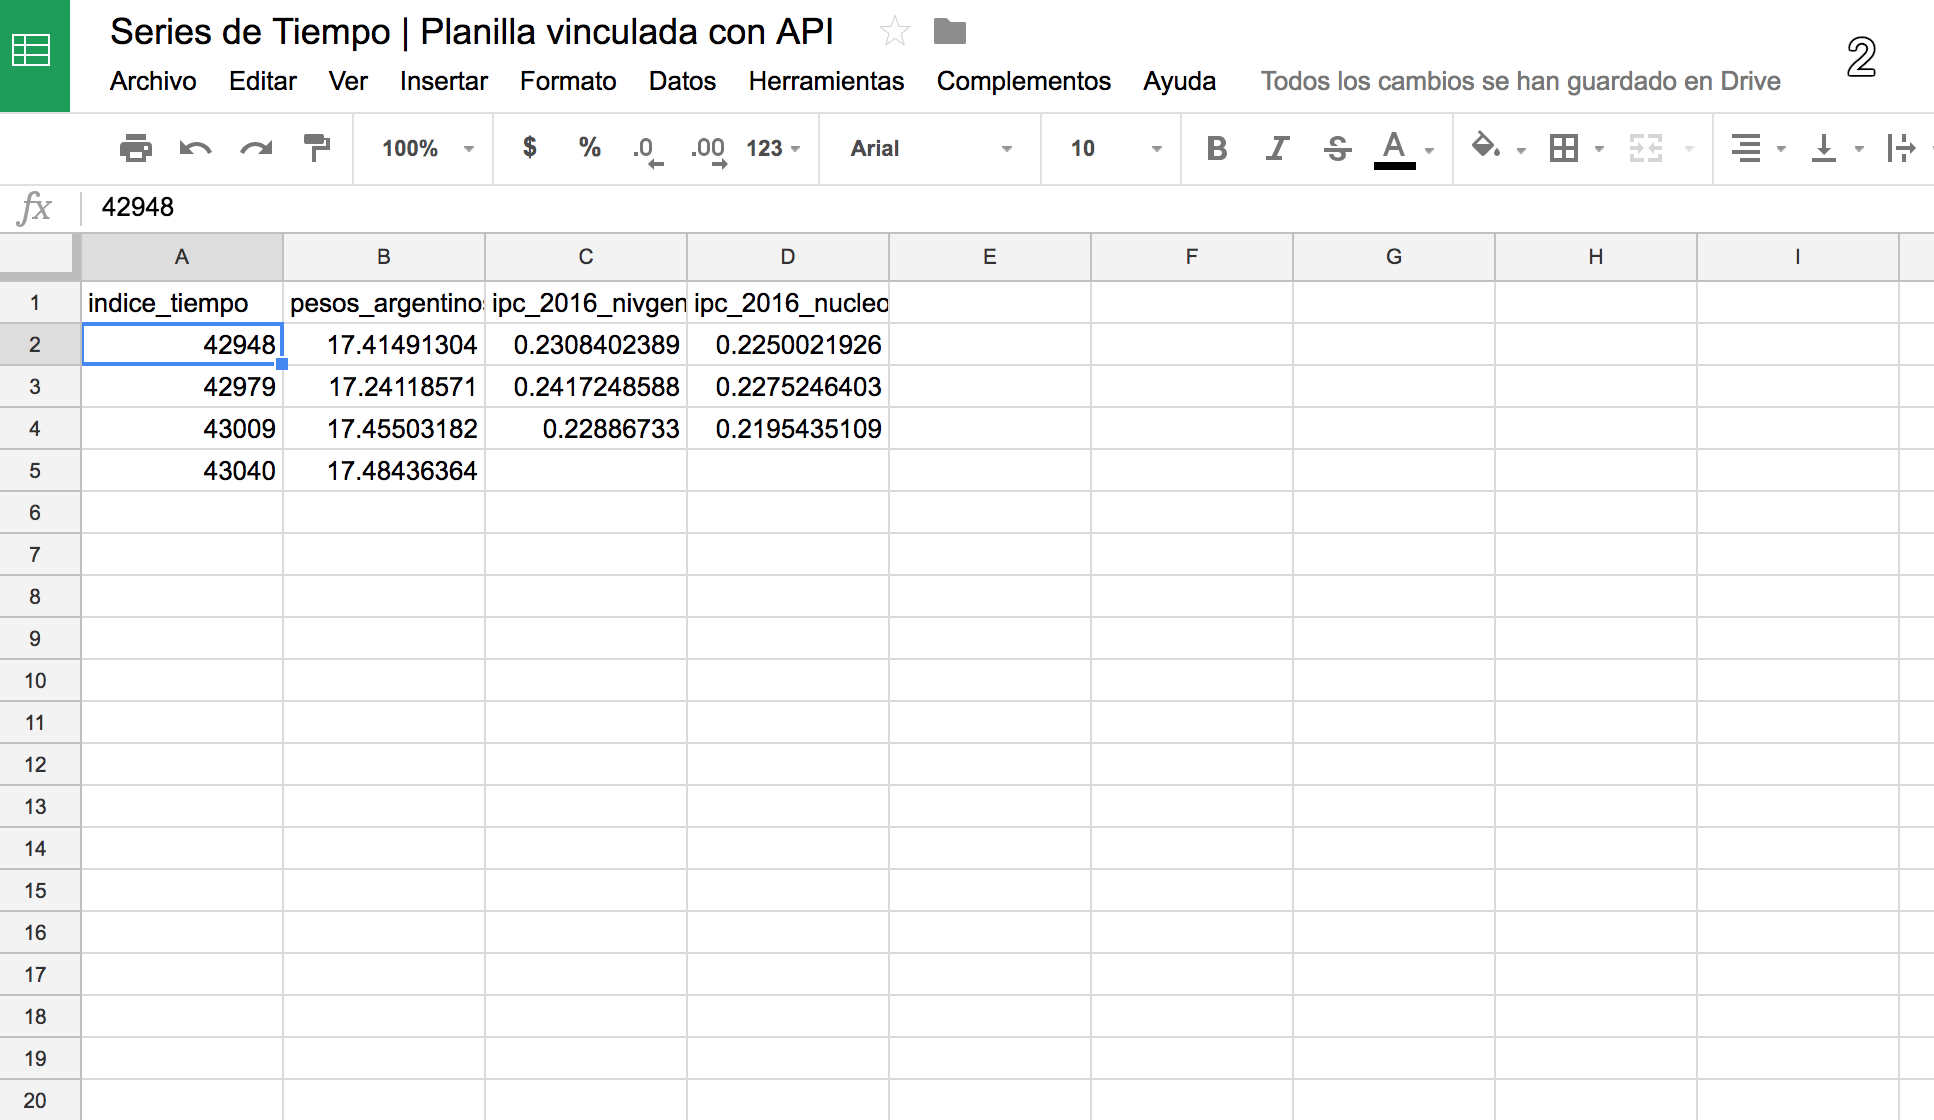 Series de Tiempo | Planilla vinculada con API
2
Archivo Editar Ver Insertar Formato Datos Herramientas Complementos Ayuda Todos los cambios se han guardado en Drive
100% $ % .0 .00 123 Arial 10 B I S A
fx 42948
A B C D E F G H I
1 indice_tiempo pesos_argentinos ipc_2016_nivgen ipc_2016_nucleo
2 42948 17.41491304 0.2308402389 0.2250021926
3 42979 17.24118571 0.2417248588 0.2275246403
4 43009 17.45503182 0.22886733 0.2195435109
5 43040 17.48436364
6
7
8
9
10
11
12
13
14
15
16
17
18
19
20